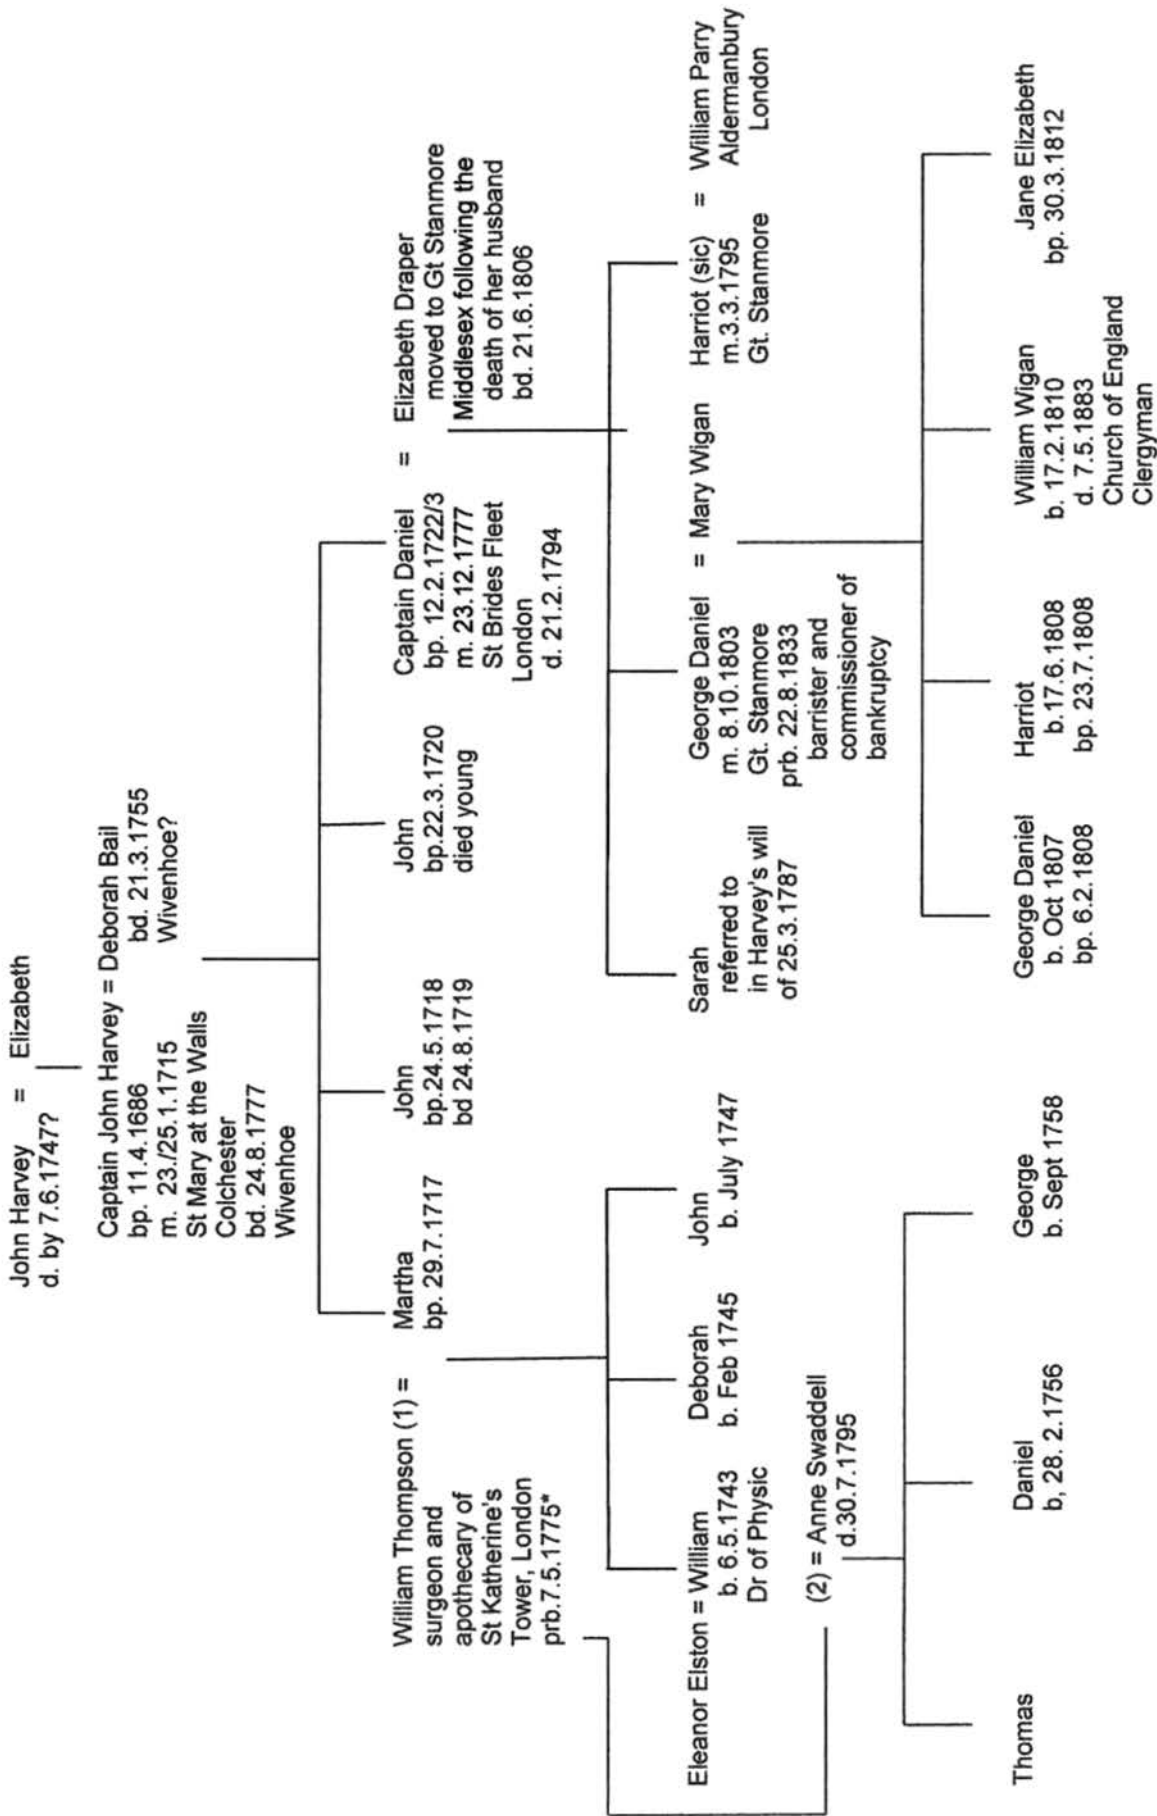 John Harvey = Elizabeth
d. by 7.6.1747?
Captain John Harvey = Deborah Bail
bp. 11.4.1686
m. 23./25.1.1715
St Mary at the Walls
Colchester
bd. 24.8.1777
Wivenhoe
bd. 21.3.1755
Wivenhoe?
William Thompson (1) =
surgeon and
apothecary of
St Katherine's
Tower, London
prb.7.5.1775*
Martha
bp. 29.7.1717
John
bp.24.5.1718
bd 24.8.1719
John
bp.22.3.1720
died young
Captain Daniel =
bp. 12.2.1722/3
m. 23.12.1777
St Brides Fleet
London
d. 21.2.1794
Elizabeth Draper
moved to Gt Stanmore
Middlesex following the
death of her husband
bd. 21.6.1806
Eleanor Elston = William
b. 6.5.1743
Dr of Physic
Deborah
b. Feb 1745
John
b. July 1747
Sarah
referred to
in Harvey's will
of 25.3.1787
George Daniel = Mary Wigan
m. 8.10.1803
Gt. Stanmore
prb. 22.8.1833
barrister and
commissioner of
bankruptcy
Harriot (sic) =
m.3.3.1795
Gt. Stanmore
William Parry
Aldermanbury
London
(2) = Anne Swaddell
d.30.7.1795
Thomas
Daniel
b, 28. 2.1756
George
b. Sept 1758
George Daniel
b. Oct 1807
bp. 6.2.1808
Harriot
b.17.6.1808
bp. 23.7.1808
William Wigan
b. 17.2.1810
d. 7.5.1883
Church of England
Clergyman
Jane Elizabeth
bp. 30.3.1812